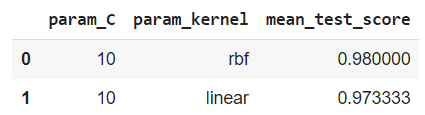 param_C param_kernel mean_test_score
0 10 rbf 0.980000
1 10 linear 0.973333